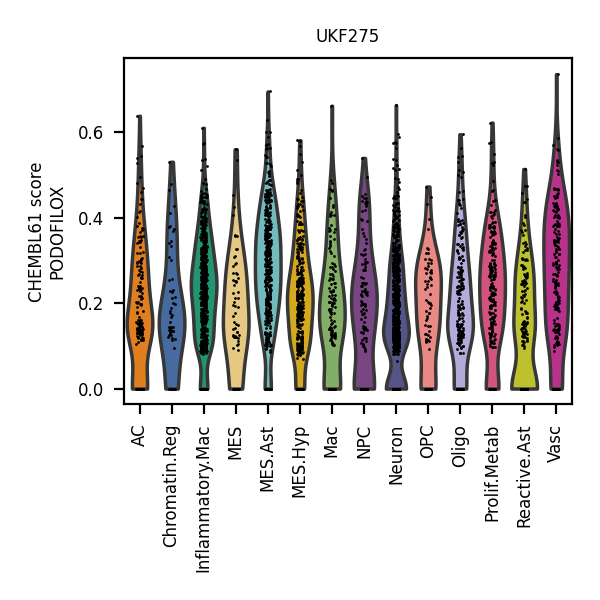 UKF275
CHEMBL61 score
PODOFILOX
0.6
0.4
0.2
0.0
AC
Chromatin.Reg
Inflammatory.Mac
MES
MES.Ast
MES.Hyp
Mac
NPC
Neuron
OPC
Oligo
Prolif.Metab
Reactive.Ast
Vasc